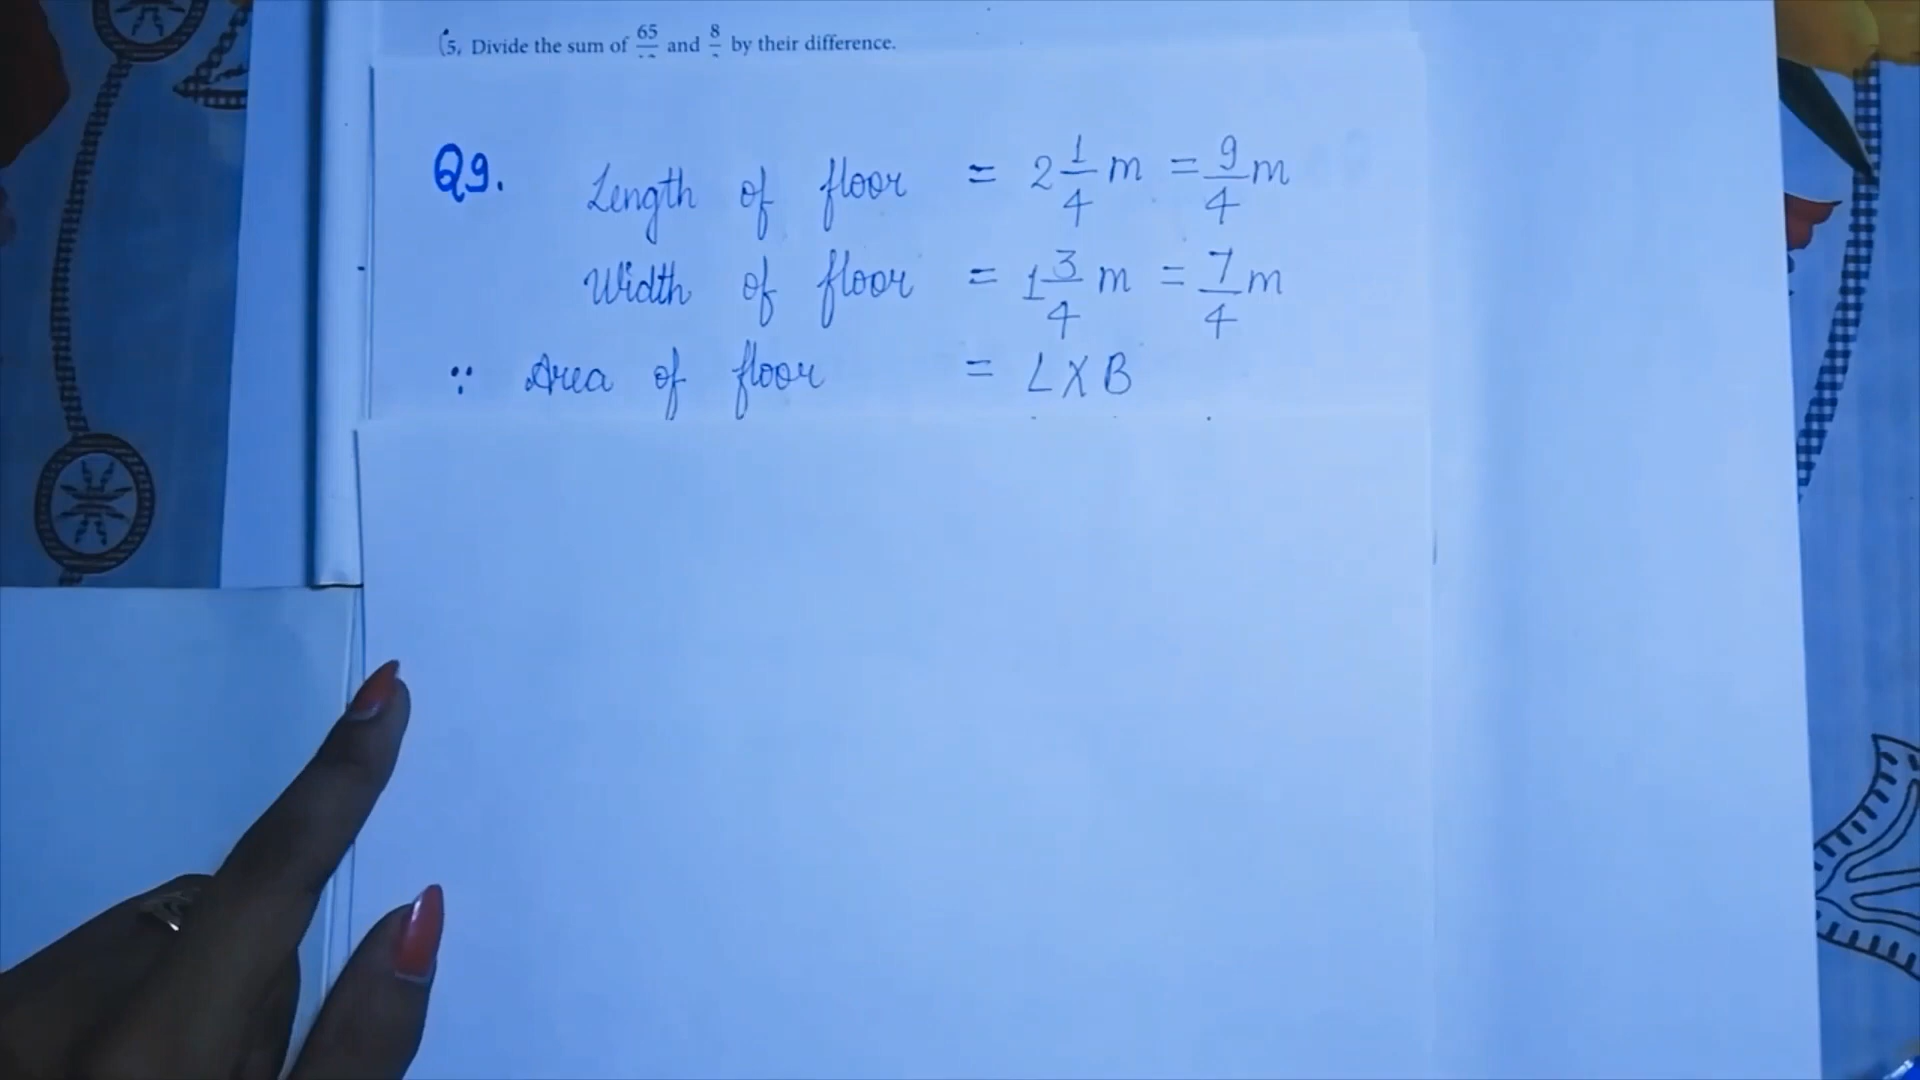 5. Divide the sum of 65 and 8 by their difference.
Q9. Length of floor = 2 1/4 m = 9/4 m
Width of floor = 1 3/4 m = 7/4 m
∵ Area of floor = L X B